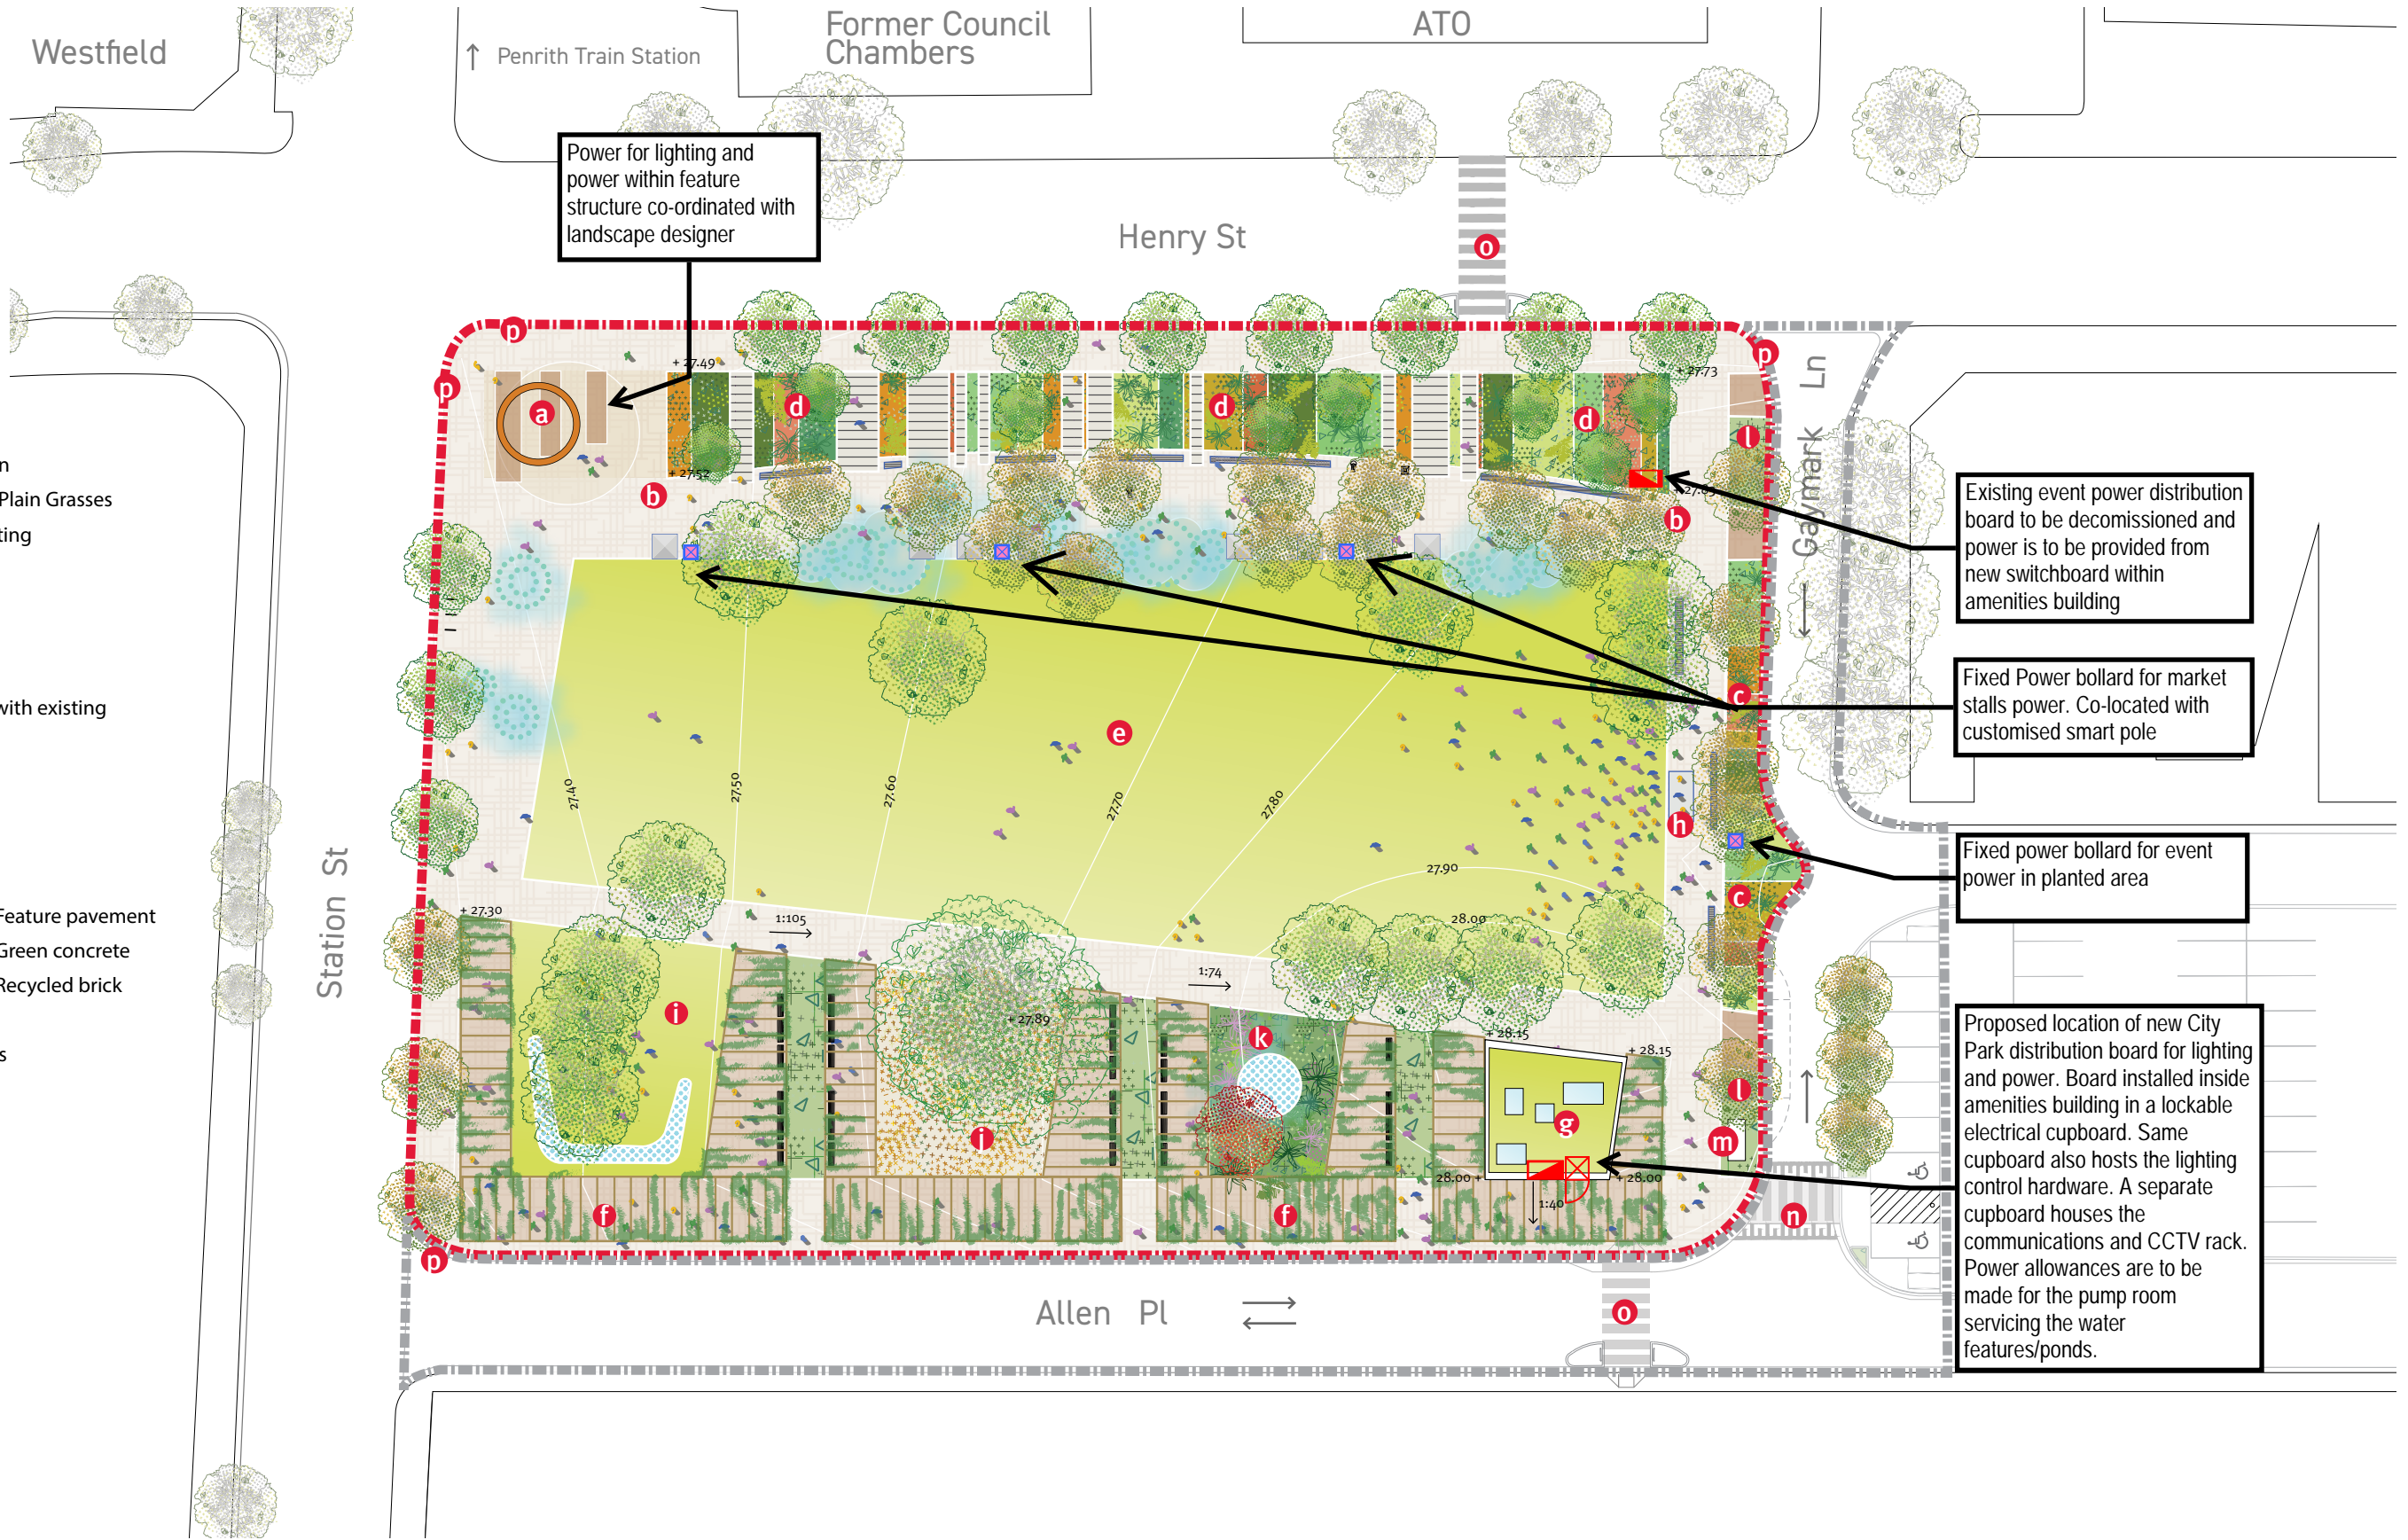 Westfield
↑ Penrith Train Station
Former Council
Chambers
ATO
Power for lighting and
power within feature
structure co-ordinated with
landscape designer
Henry St
o
p
p
p
+ 27.49
+ 27.73
Gaymark Ln
a
d
d
d
l
n
Plain Grasses
ting
+ 27.52
b
b
Existing event power distribution
board to be decomissioned and
power is to be provided from
new switchboard within
amenities building
with existing
c
Fixed Power bollard for market
stalls power. Co-located with
customised smart pole
e
27.40
27.50
27.60
27.70
27.80
h
27.90
Fixed power bollard for event
power in planted area
c
Station St
Feature pavement
Green concrete
Recycled brick
s
+ 27.30
1:105
28.00
1:74
i
+ 27.89
k
+ 28.15
+ 28.15
l
g
m
j
28.00 +
+ 28.00
1:40
f
f
n
p
Proposed location of new City
Park distribution board for lighting
and power. Board installed inside
amenities building in a lockable
electrical cupboard. Same
cupboard also hosts the lighting
control hardware. A separate
cupboard houses the
communications and CCTV rack.
Power allowances are to be
made for the pump room
servicing the water
features/ponds.
Allen Pl
o